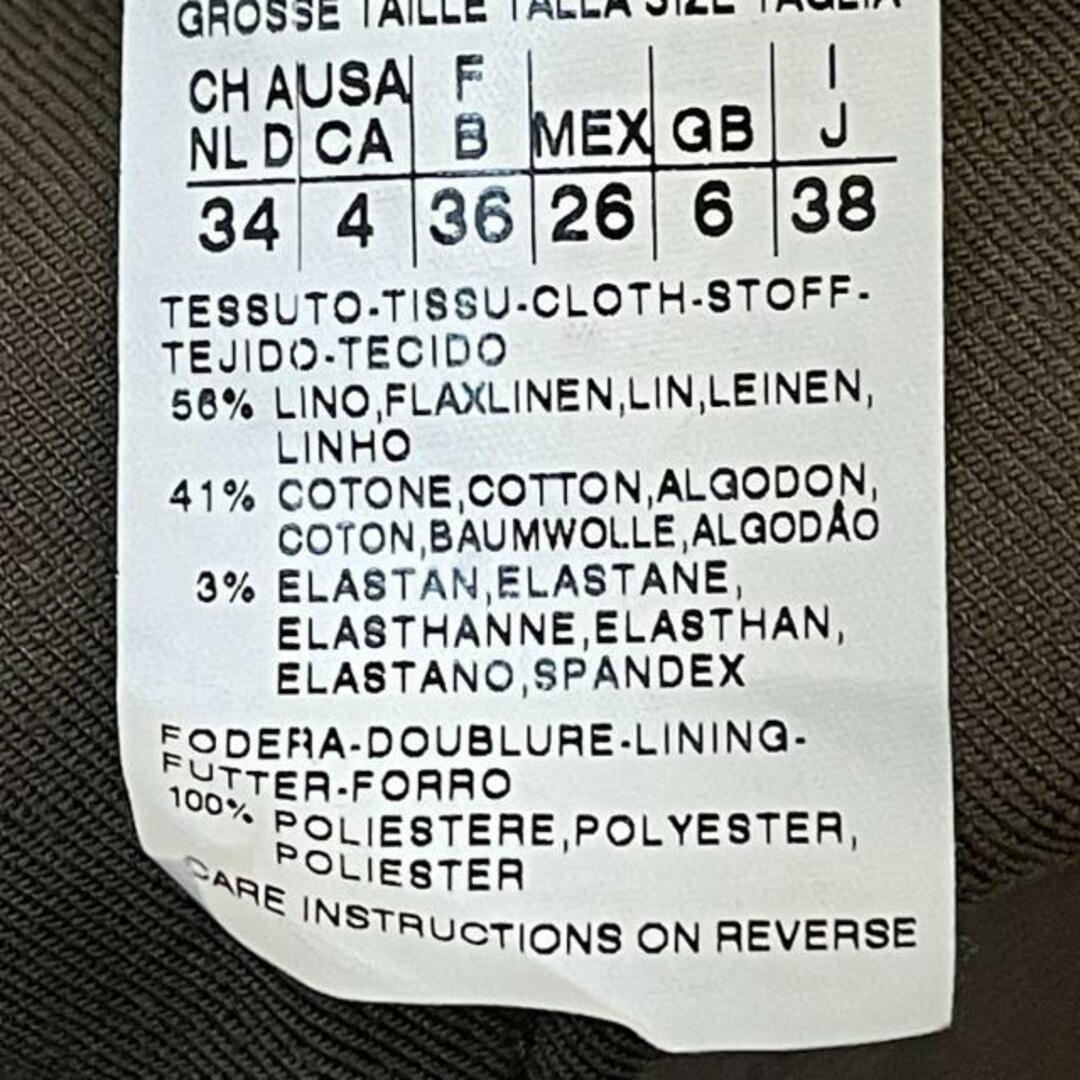 GROSSE TAILLE TALLA SIZE TAGLIA
CH A USA F I
NL D CA B MEX GB J
34 4 36 26 6 38
TESSUTO-TISSU-CLOTH-STOFF-
TEJIDO-TECIDO
56% LINO,FLAXLINEN,LIN,LEINEN,
LINHO
41% COTONE,COTTON,ALGODON,
COTON,BAUMWOLLE,ALGODÃO
3% ELASTAN,ELASTANE,
ELASTHANNE,ELASTHAN,
ELASTANO,SPANDEX
FODERA-DOUBLURE-LINING-
FUTTER-FORRO
100% POLIESTERE,POLYESTER,
POLIESTER
CARE INSTRUCTIONS ON REVERSE